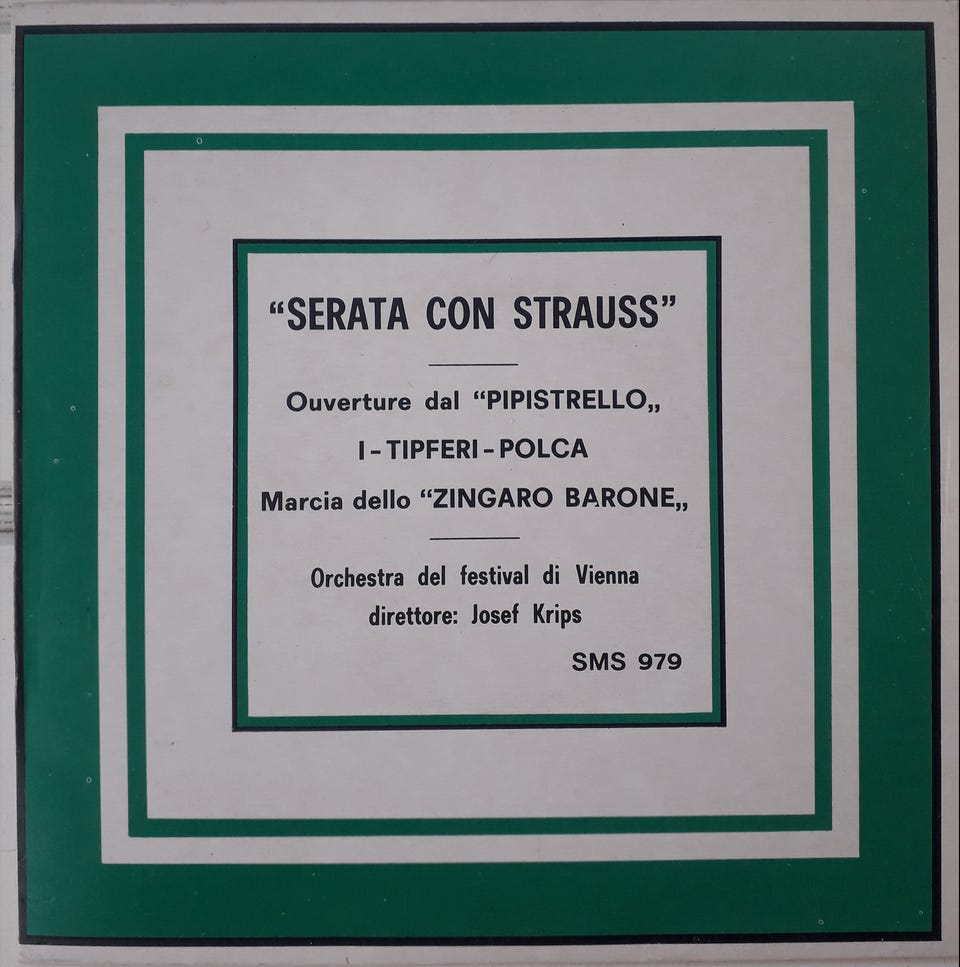 “SERATA CON STRAUSS”
Ouverture dal “PIPISTRELLO„
I-TIPFERI-POLCA
Marcia dello “ZINGARO BARONE„
Orchestra del festival di Vienna
direttore: Josef Krips
SMS 979